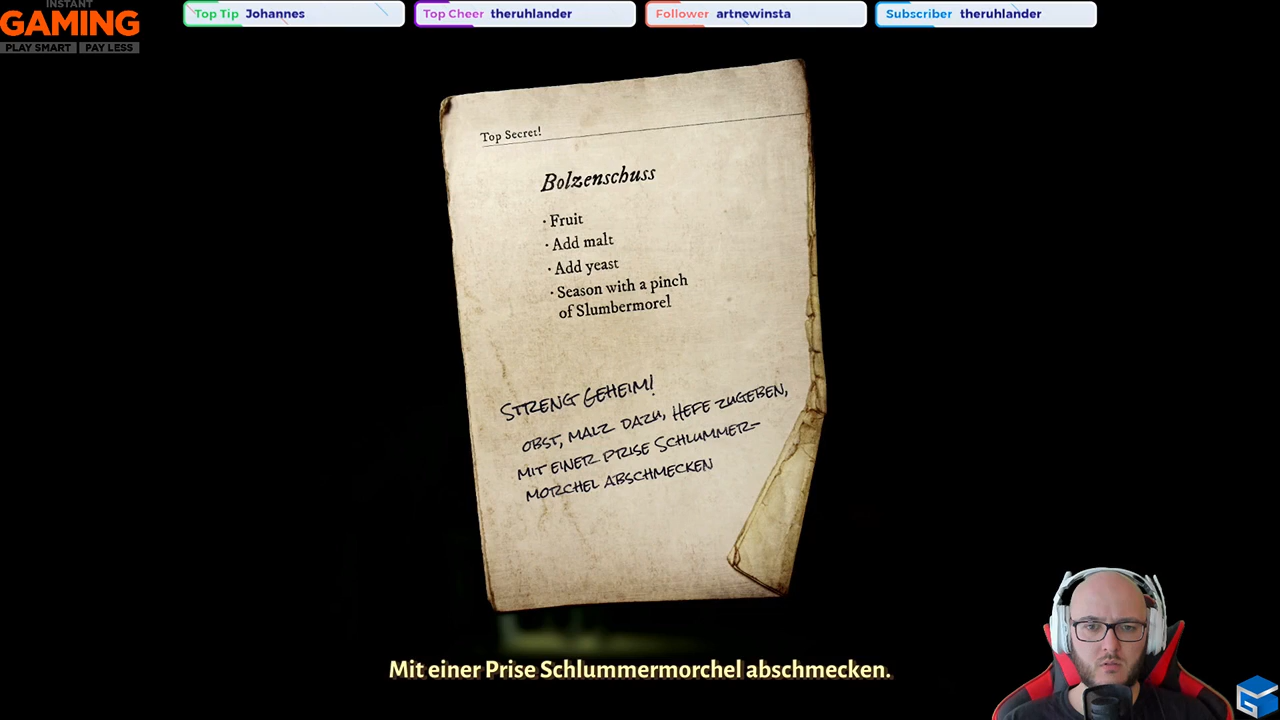 INSTANT
GAMING
PLAY SMART PAY LESS
Top Tip Johannes
Top Cheer theruhlander
Follower artnewinsta
Subscriber theruhlander
Top Secret!
Bolzenschuss
· Fruit
· Add malt
· Add yeast
· Season with a pinch
of Slumbermorel
STRENG GEHEIM!
OBST, MALZ DAZU, HEFE ZUGEBEN,
MIT EINER PRISE SCHLUMMER-
MORCHEL ABSCHMECKEN
Mit einer Prise Schlummermorchel abschmecken.